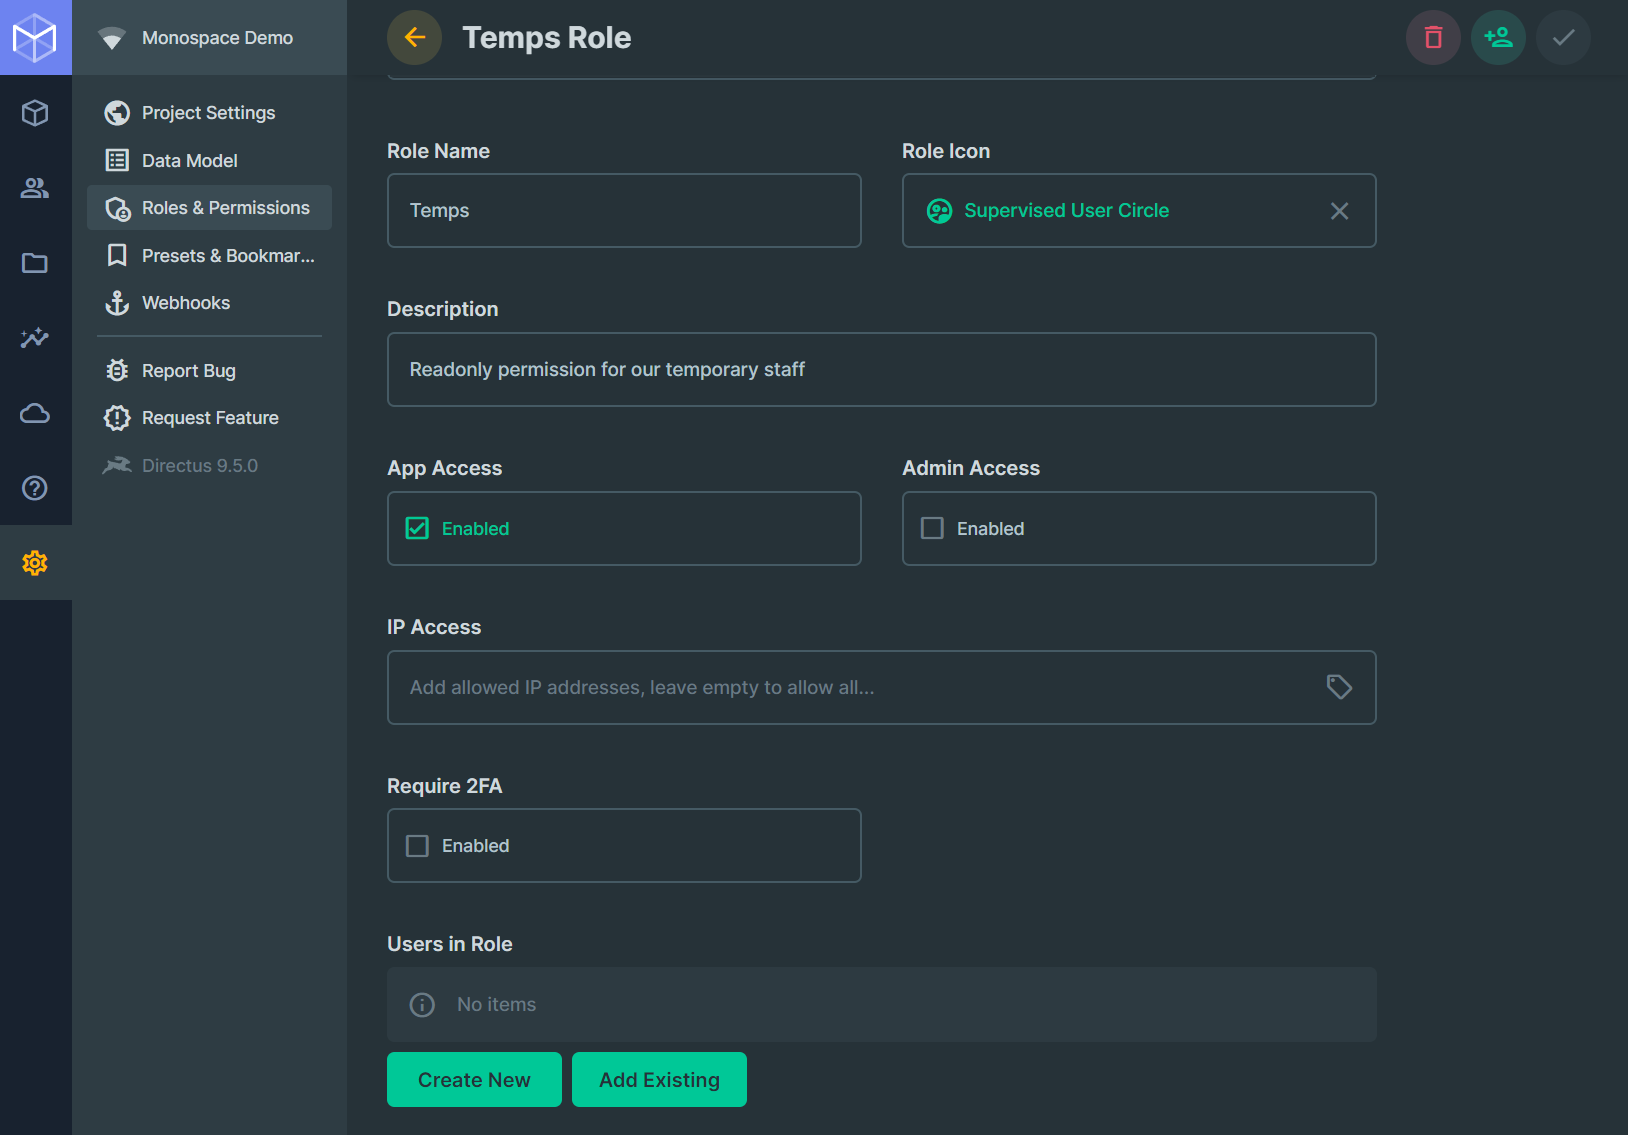 Monospace Demo
Project Settings
Data Model
Roles & Permissions
Presets & Bookmar...
Webhooks
Report Bug
Request Feature
Directus 9.5.0
Temps Role
Role Name
Role Icon
Temps
Supervised User Circle
Description
Readonly permission for our temporary staff
App Access
Admin Access
Enabled
Enabled
IP Access
Add allowed IP addresses, leave empty to allow all...
Require 2FA
Enabled
Users in Role
No items
Create New
Add Existing